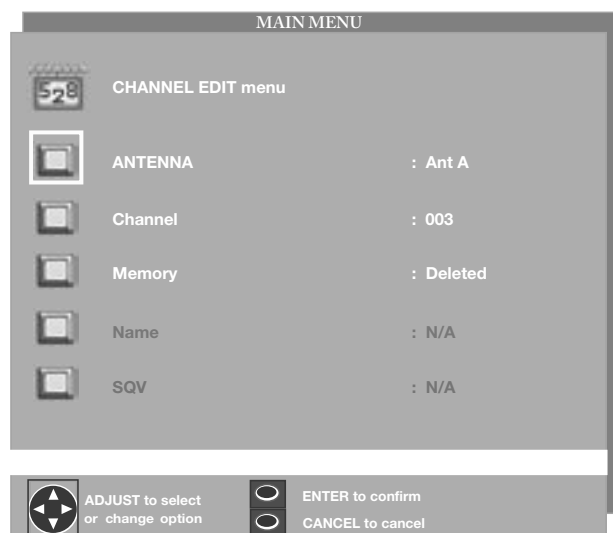 MAIN MENU
528
CHANNEL EDIT menu
ANTENNA : Ant A
Channel : 003
Memory : Deleted
Name : N/A
SQV : N/A
ADJUST to select
or change option
ENTER to confirm
CANCEL to cancel